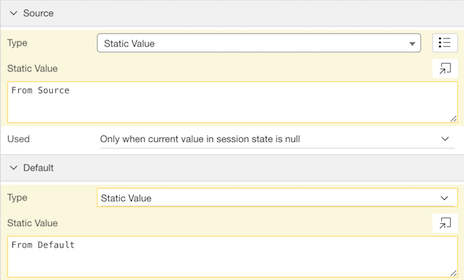 Source
Type
Static Value
Static Value
From Source
Used
Only when current value in session state is null
Default
Type
Static Value
Static Value
From Default